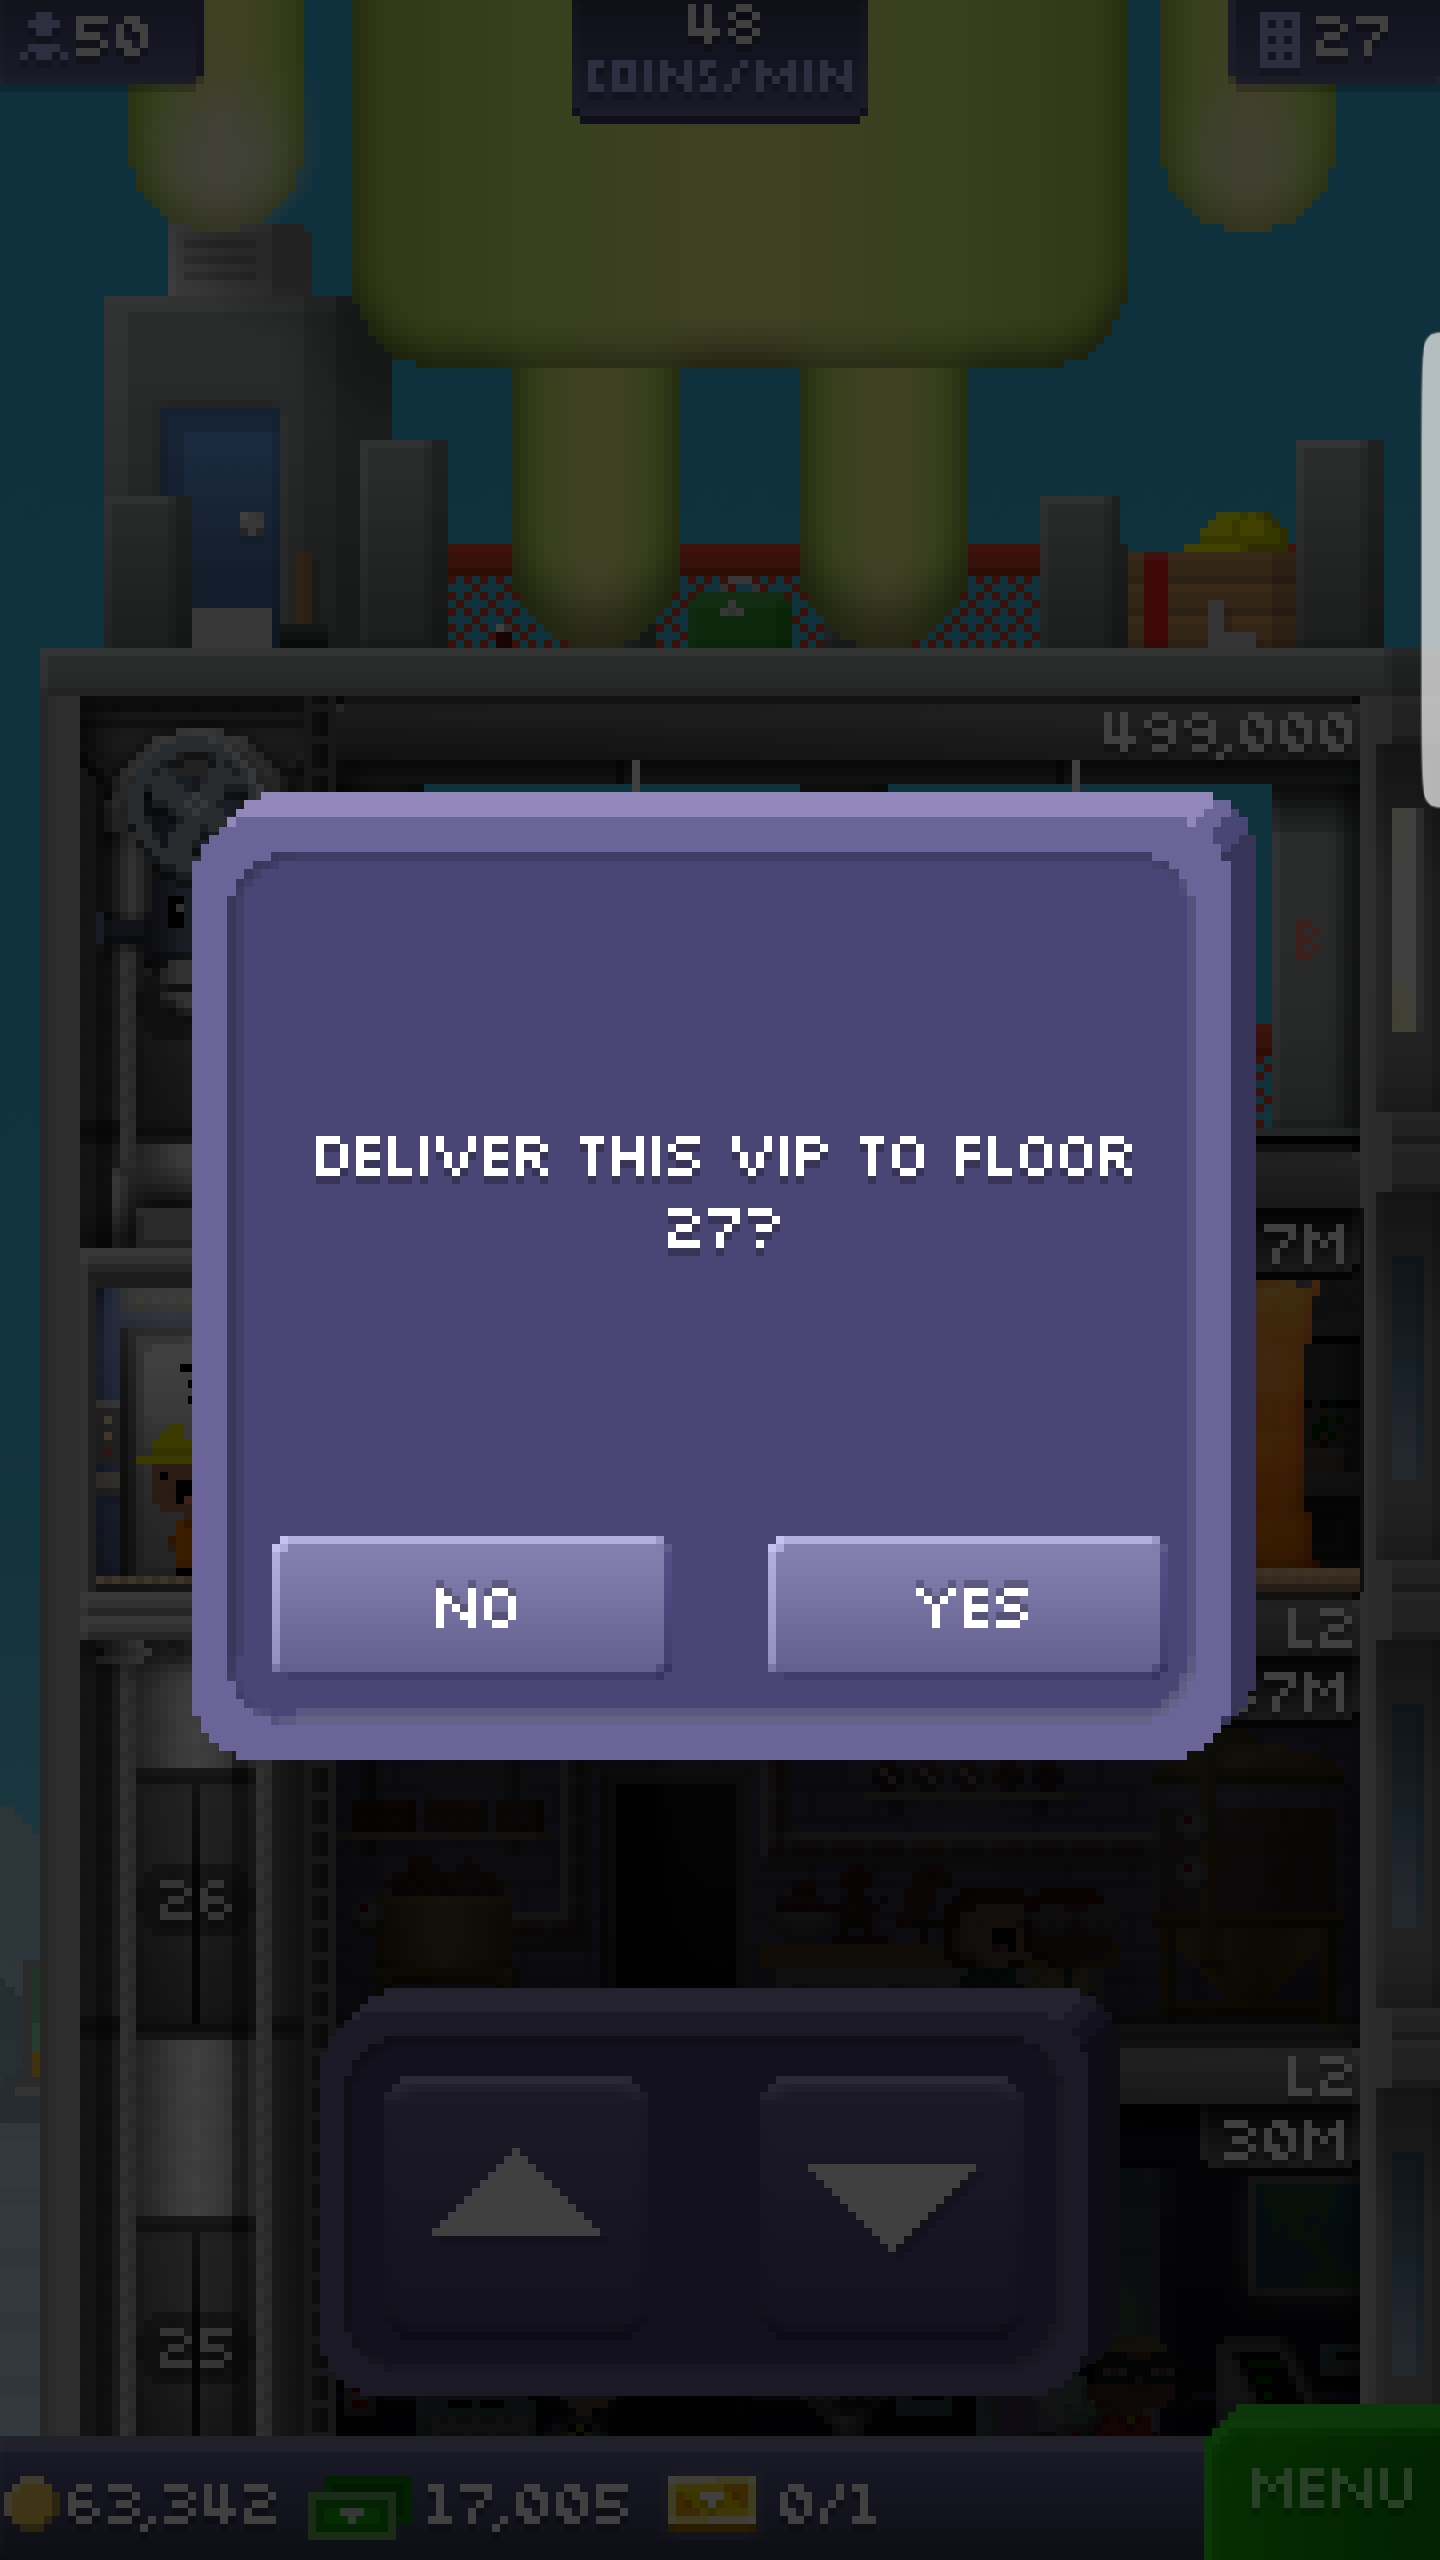 50
48
COINS/MIN
27
499,000
B
DELIVER THIS VIP TO FLOOR
27?
7M
NO
YES
L2
7M
26
L2
30M
25
63,342
17,005
0/1
MENU